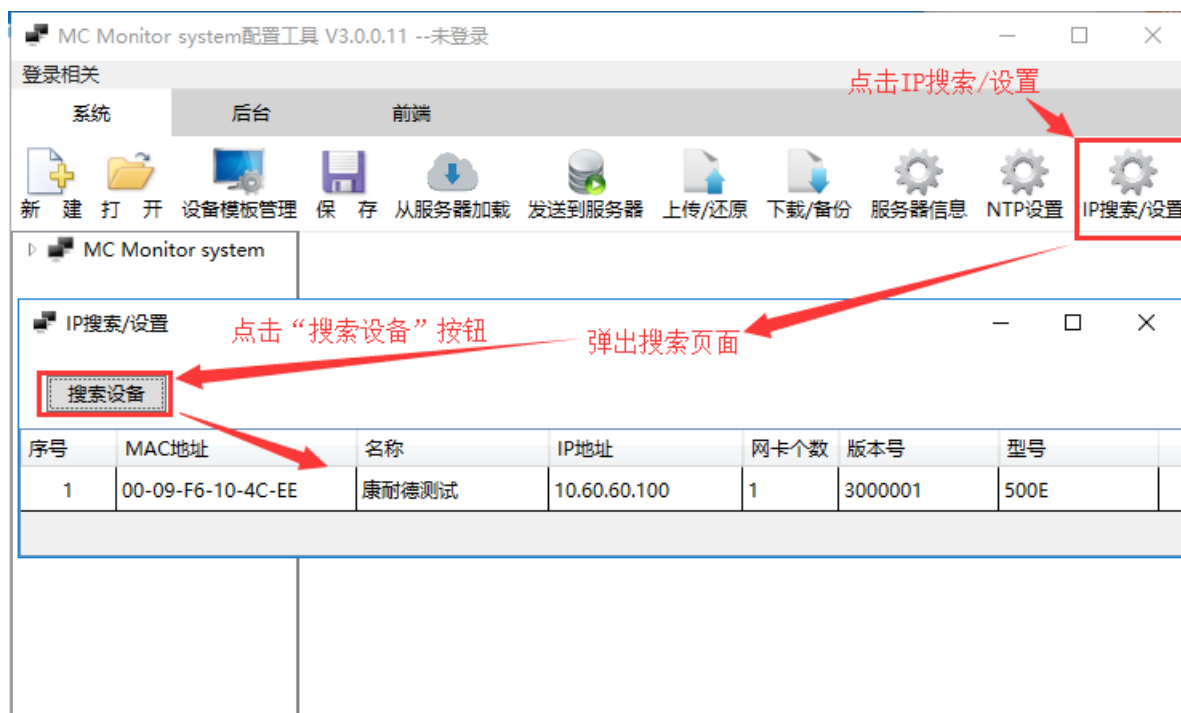 MC Monitor system配置工具 V3.0.0.11 --未登录
登录相关
点击IP搜索/设置
系统 后台 前端
新 建 打 开 设备模板管理 保 存 从服务器加载 发送到服务器 上传/还原 下载/备份 服务器信息 NTP设置 IP搜索/设置
MC Monitor system
IP搜索/设置
点击“搜索设备”按钮
弹出搜索页面
搜索设备
序号 MAC地址 名称 IP地址 网卡个数 版本号 型号
1 00-09-F6-10-4C-EE 康耐德测试 10.60.60.100 1 3000001 500E